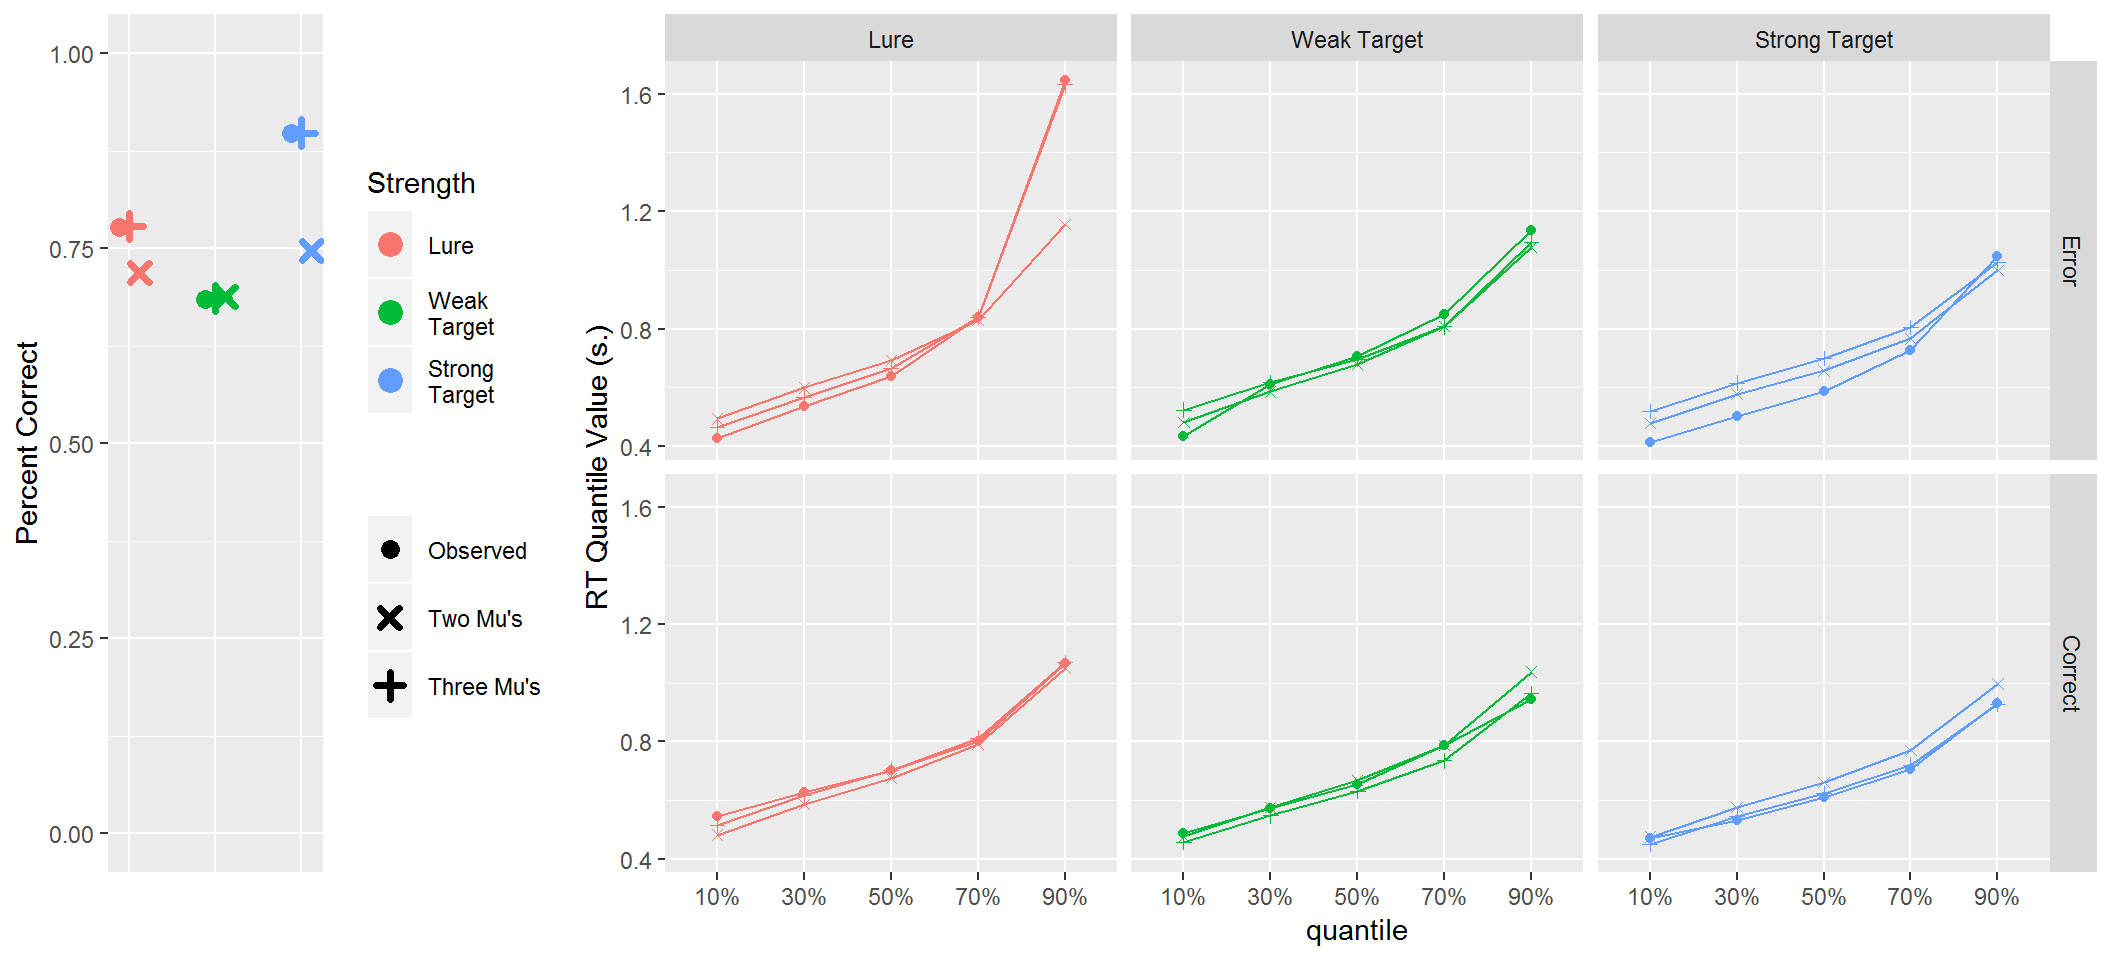 Percent Correct
1.00
0.75
0.50
0.25
0.00
Strength
Lure
Weak
Target
Strong
Target
Observed
Two Mu's
Three Mu's
RT Quantile Value (s.)
Lure
Weak Target
Strong Target
1.6
1.2
0.8
0.4
Error
1.6
1.2
0.8
0.4
Correct
10% 30% 50% 70% 90%
10% 30% 50% 70% 90%
10% 30% 50% 70% 90%
quantile